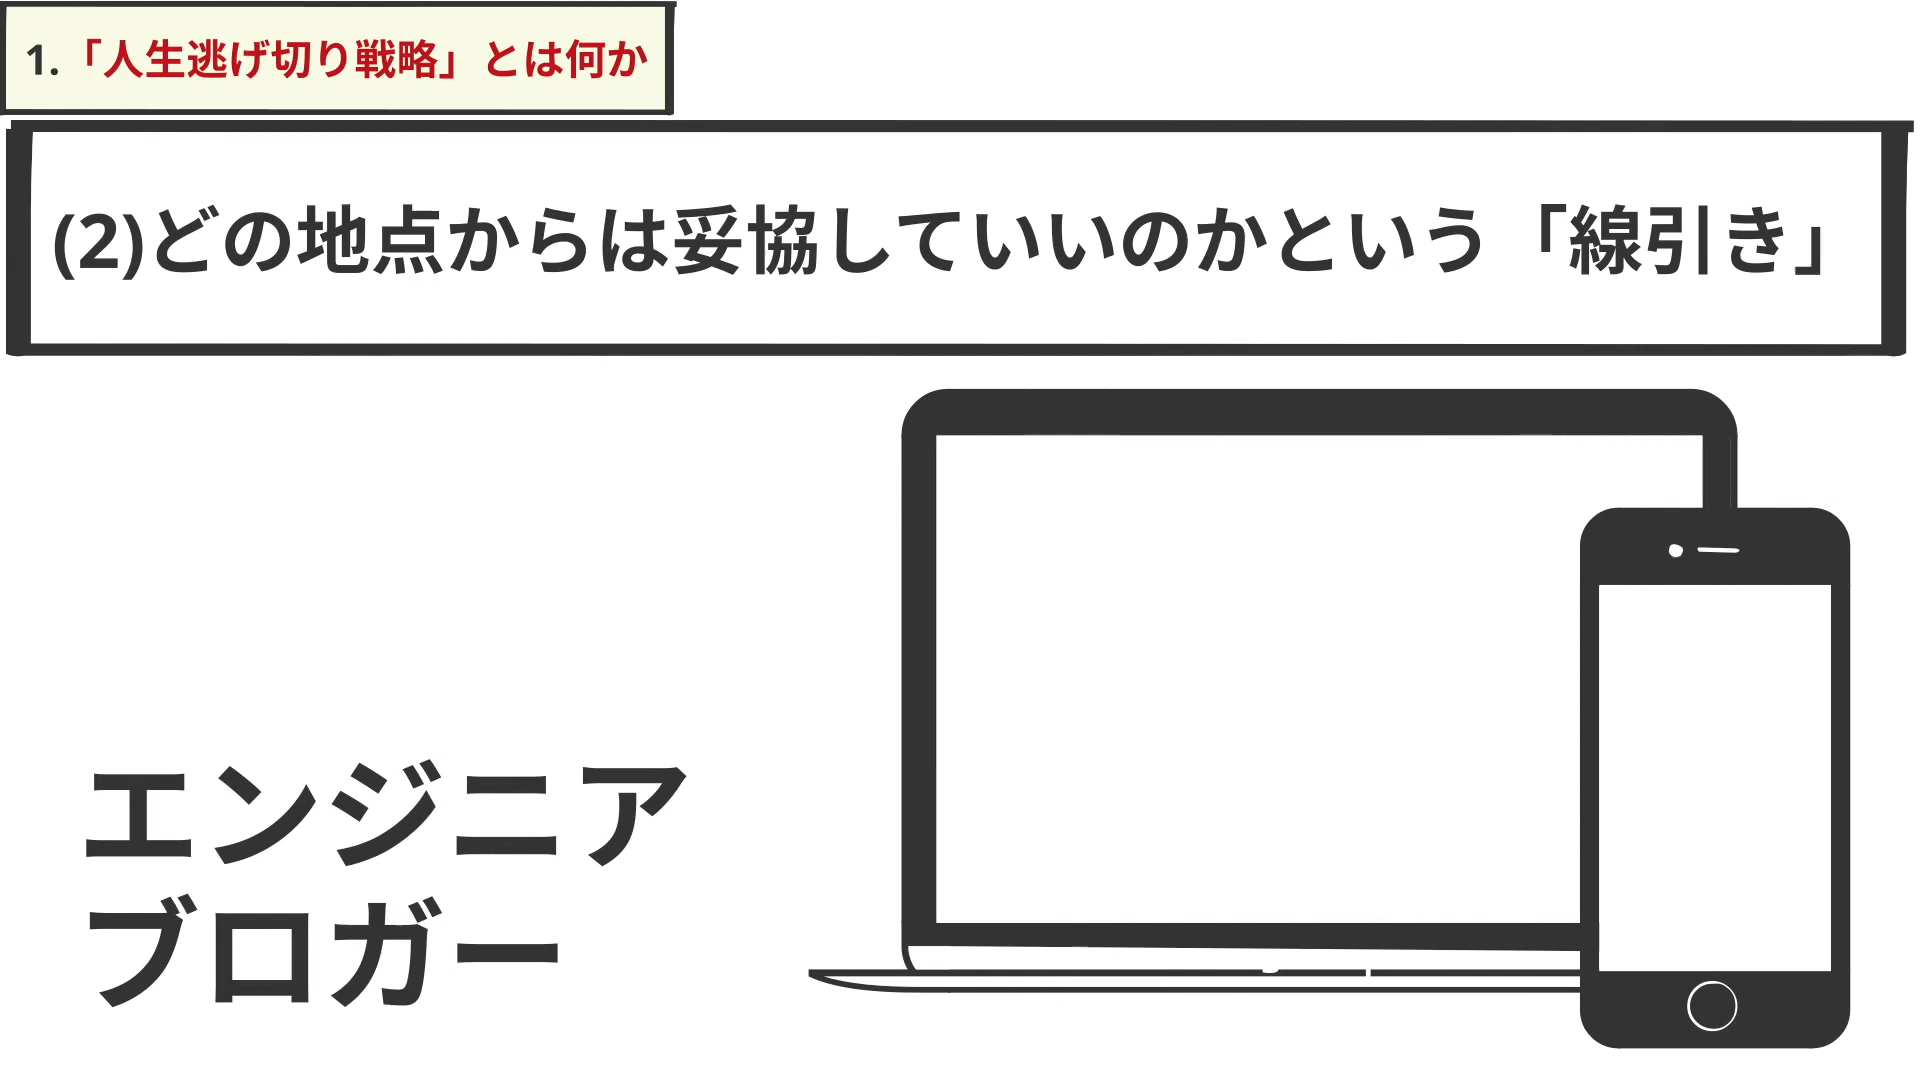 1.「人生逃げ切り戦略」とは何か
(2)どの地点からは妥協していいのかという「線引き」
エンジニア
ブロガー